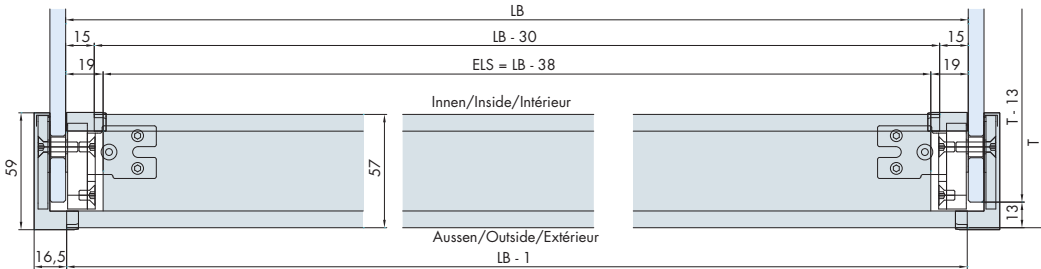 LB
15
LB - 30
15
19
ELS = LB - 38
19
Innen/Inside/Intérieur
T - 13
T
59
57
13
Aussen/Outside/Extérieur
16,5
LB - 1